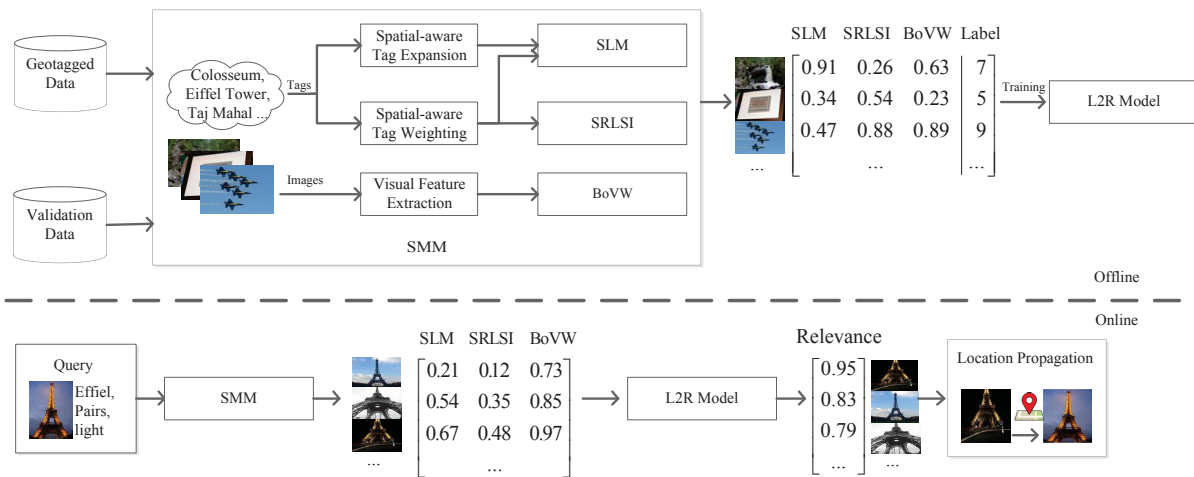 Geotagged
Data
Validation
Data
Colosseum,
Eiffel Tower,
Taj Mahal ...
Tags
Images
Spatial-aware
Tag Expansion
Spatial-aware
Tag Weighting
Visual Feature
Extraction
SLM
SRLSI
BoVW
SMM
SLM SRLSI BoVW Label
0.91 0.26 0.63 7
0.34 0.54 0.23 5
0.47 0.88 0.89 9
... ... ...
Training
L2R Model
Offline
Online
Query
Effiel,
Pairs,
light
SMM
SLM SRLSI BoVW
0.21 0.12 0.73
0.54 0.35 0.85
0.67 0.48 0.97
... ...
L2R Model
Relevance
0.95
0.83
0.79
... ...
Location Propagation